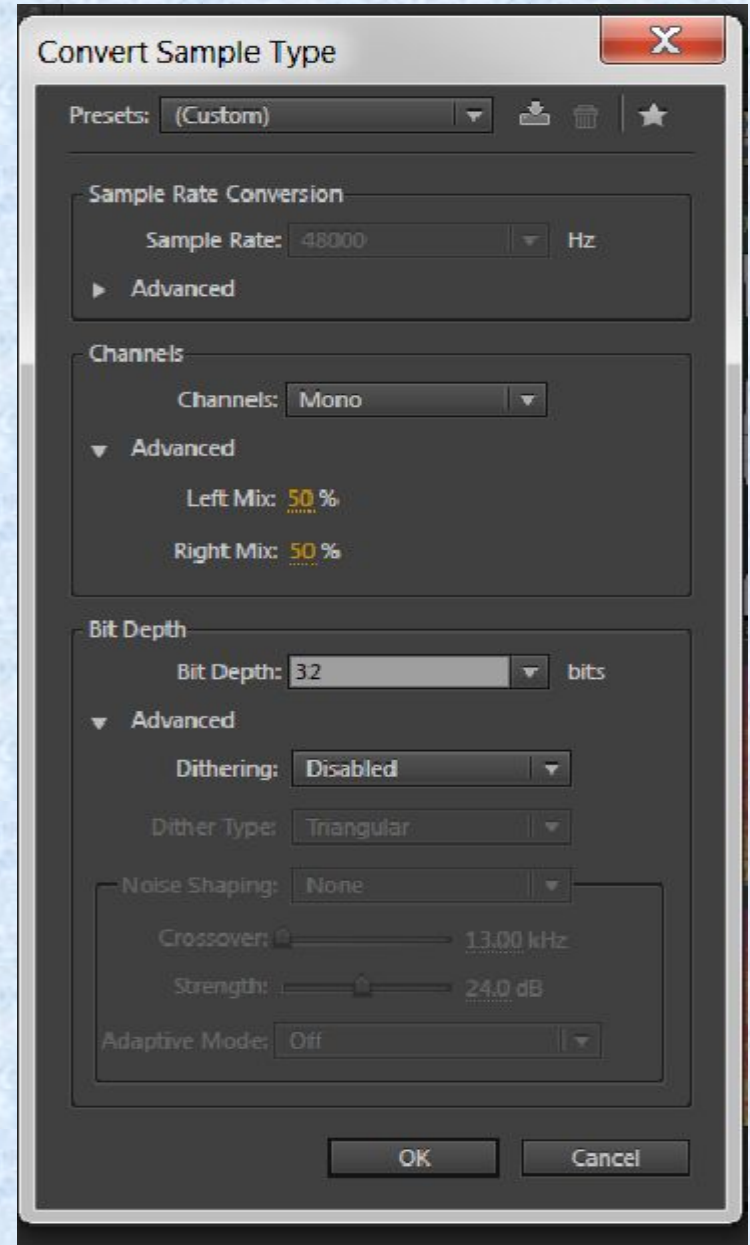 Convert Sample Type
Presets: (Custom)
Sample Rate Conversion
Sample Rate: 48000 Hz
Advanced
Channels
Channels: Mono
Advanced
Left Mix: 50 %
Right Mix: 50 %
Bit Depth
Bit Depth: 32 bits
Advanced
Dithering: Disabled
Dither Type: Triangular
Noise Shaping: None
Crossover: 13.00 kHz
Strength: 24.0 dB
Adaptive Mode: Off
OK Cancel